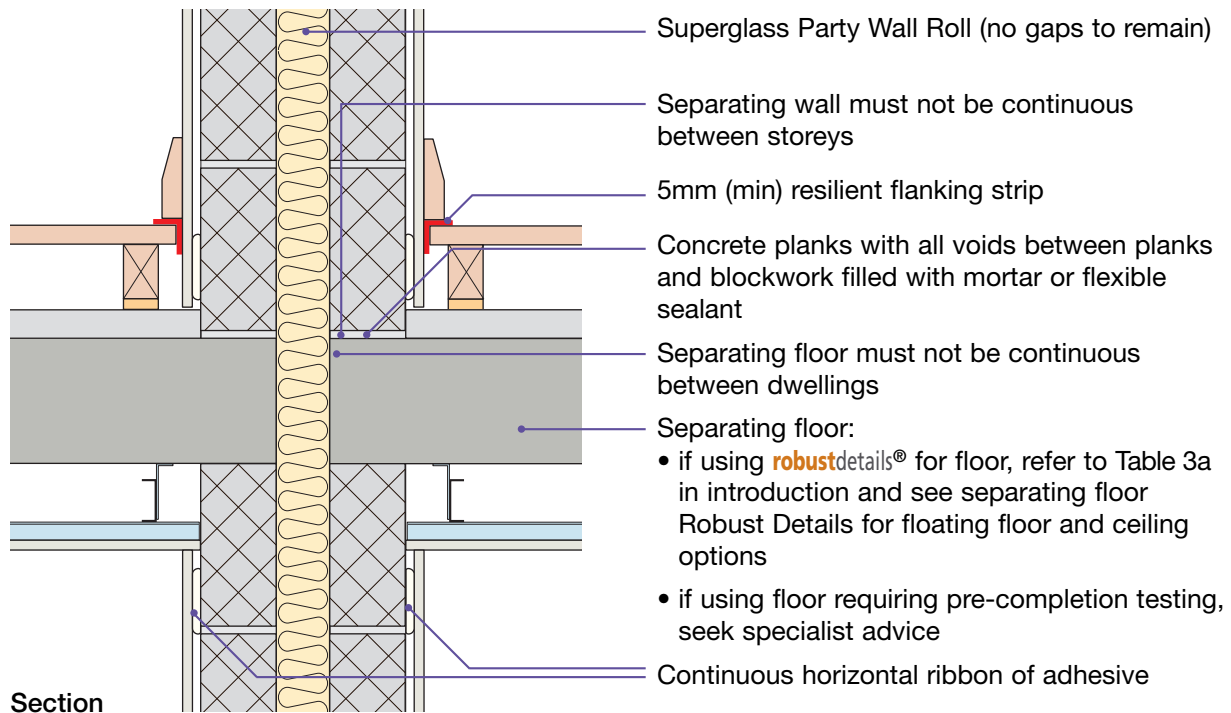 Superglass Party Wall Roll (no gaps to remain)
Separating wall must not be continuous
between storeys
5mm (min) resilient flanking strip
Concrete planks with all voids between planks
and blockwork filled with mortar or flexible
sealant
Separating floor must not be continuous
between dwellings
Separating floor:
• if using robustdetails® for floor, refer to Table 3a
in introduction and see separating floor
Robust Details for floating floor and ceiling
options
• if using floor requiring pre-completion testing,
seek specialist advice
Continuous horizontal ribbon of adhesive
Section